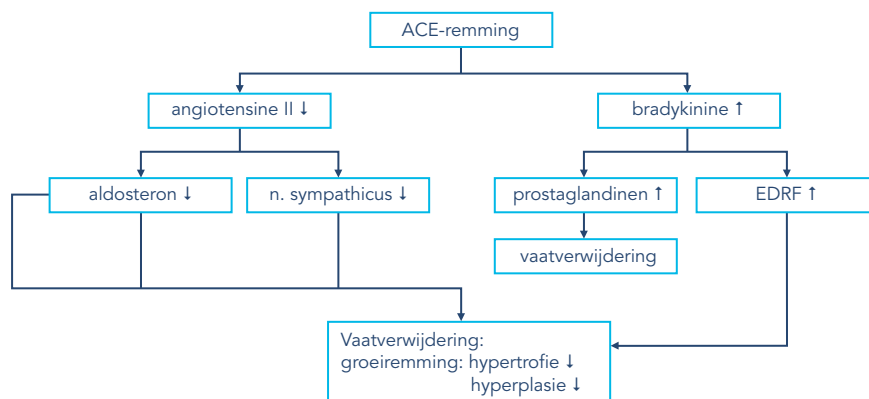 ACE-remming
angiotensine II ↓
bradykinine ↑
aldosteron ↓
n. sympathicus ↓
prostaglandinen ↑
EDRF ↑
vaatverwijdering
Vaatverwijdering:
groeiremming: hypertrofie ↓
hyperplasie ↓